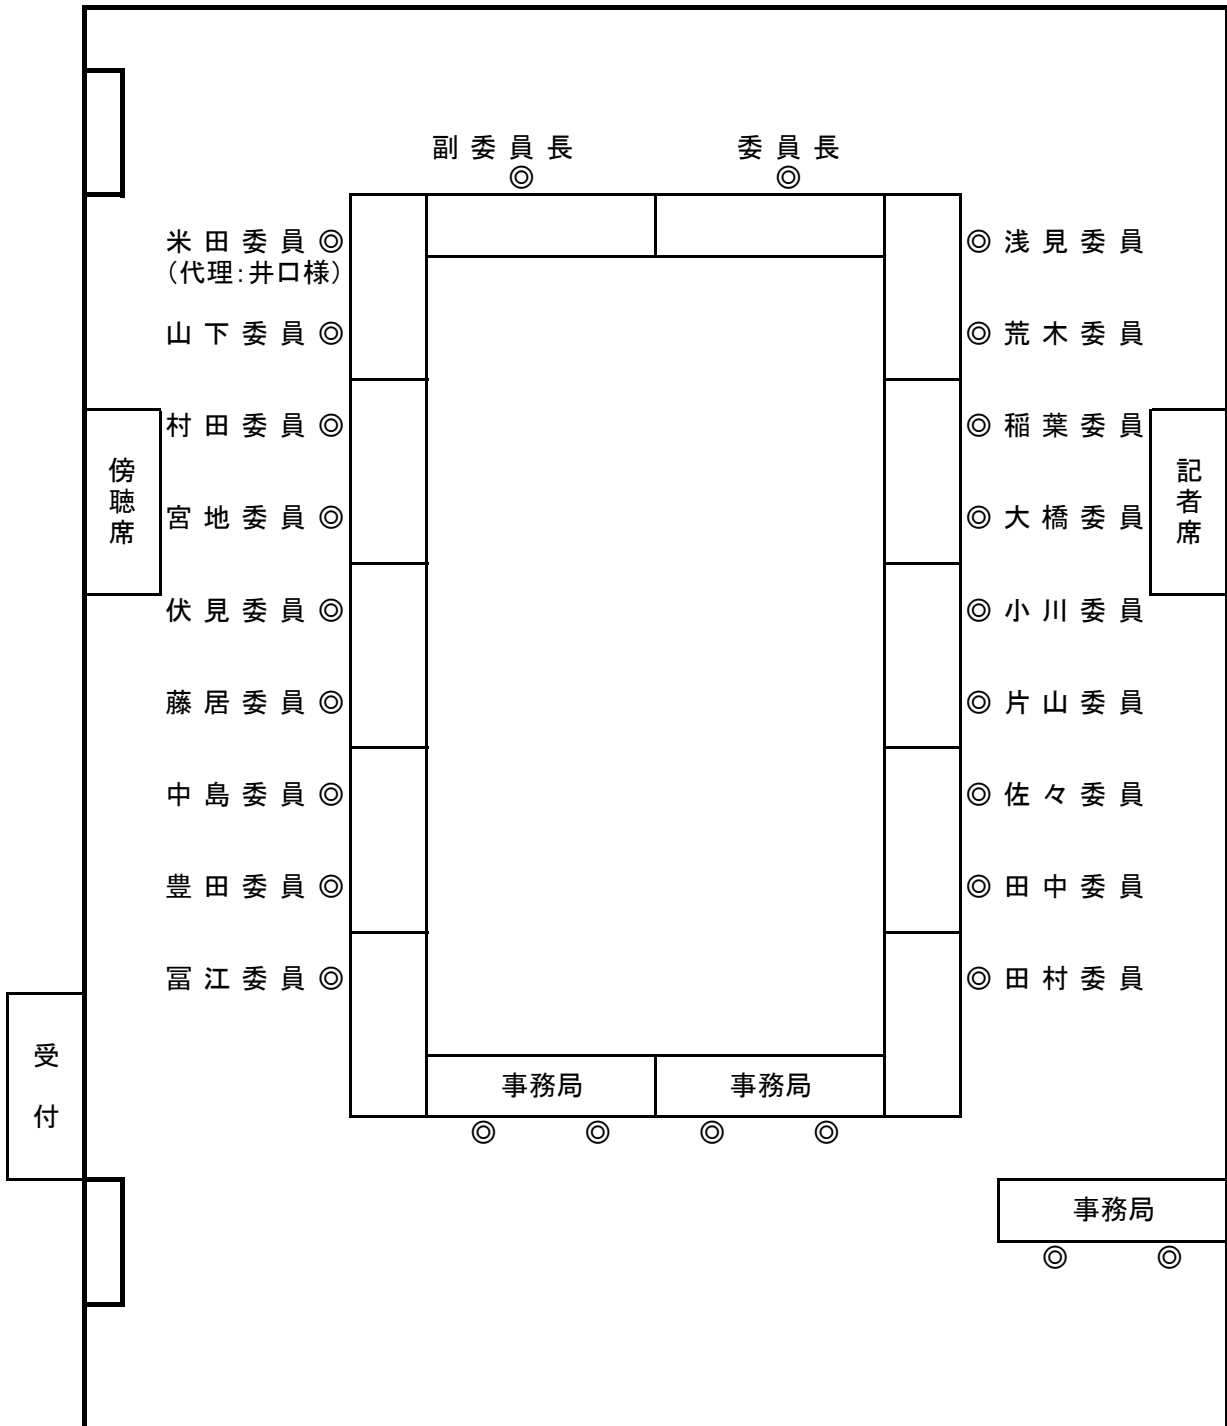 副委員長
委員長
米田委員◎
(代理:井口様)
山下委員◎
村田委員◎
宮地委員◎
伏見委員◎
藤居委員◎
中島委員◎
豊田委員◎
冨江委員◎
◎浅見委員
◎荒木委員
◎稲葉委員
◎大橋委員
◎小川委員
◎片山委員
◎佐々委員
◎田中委員
◎田村委員
傍聴席
記者席
受付
事務局
事務局
事務局